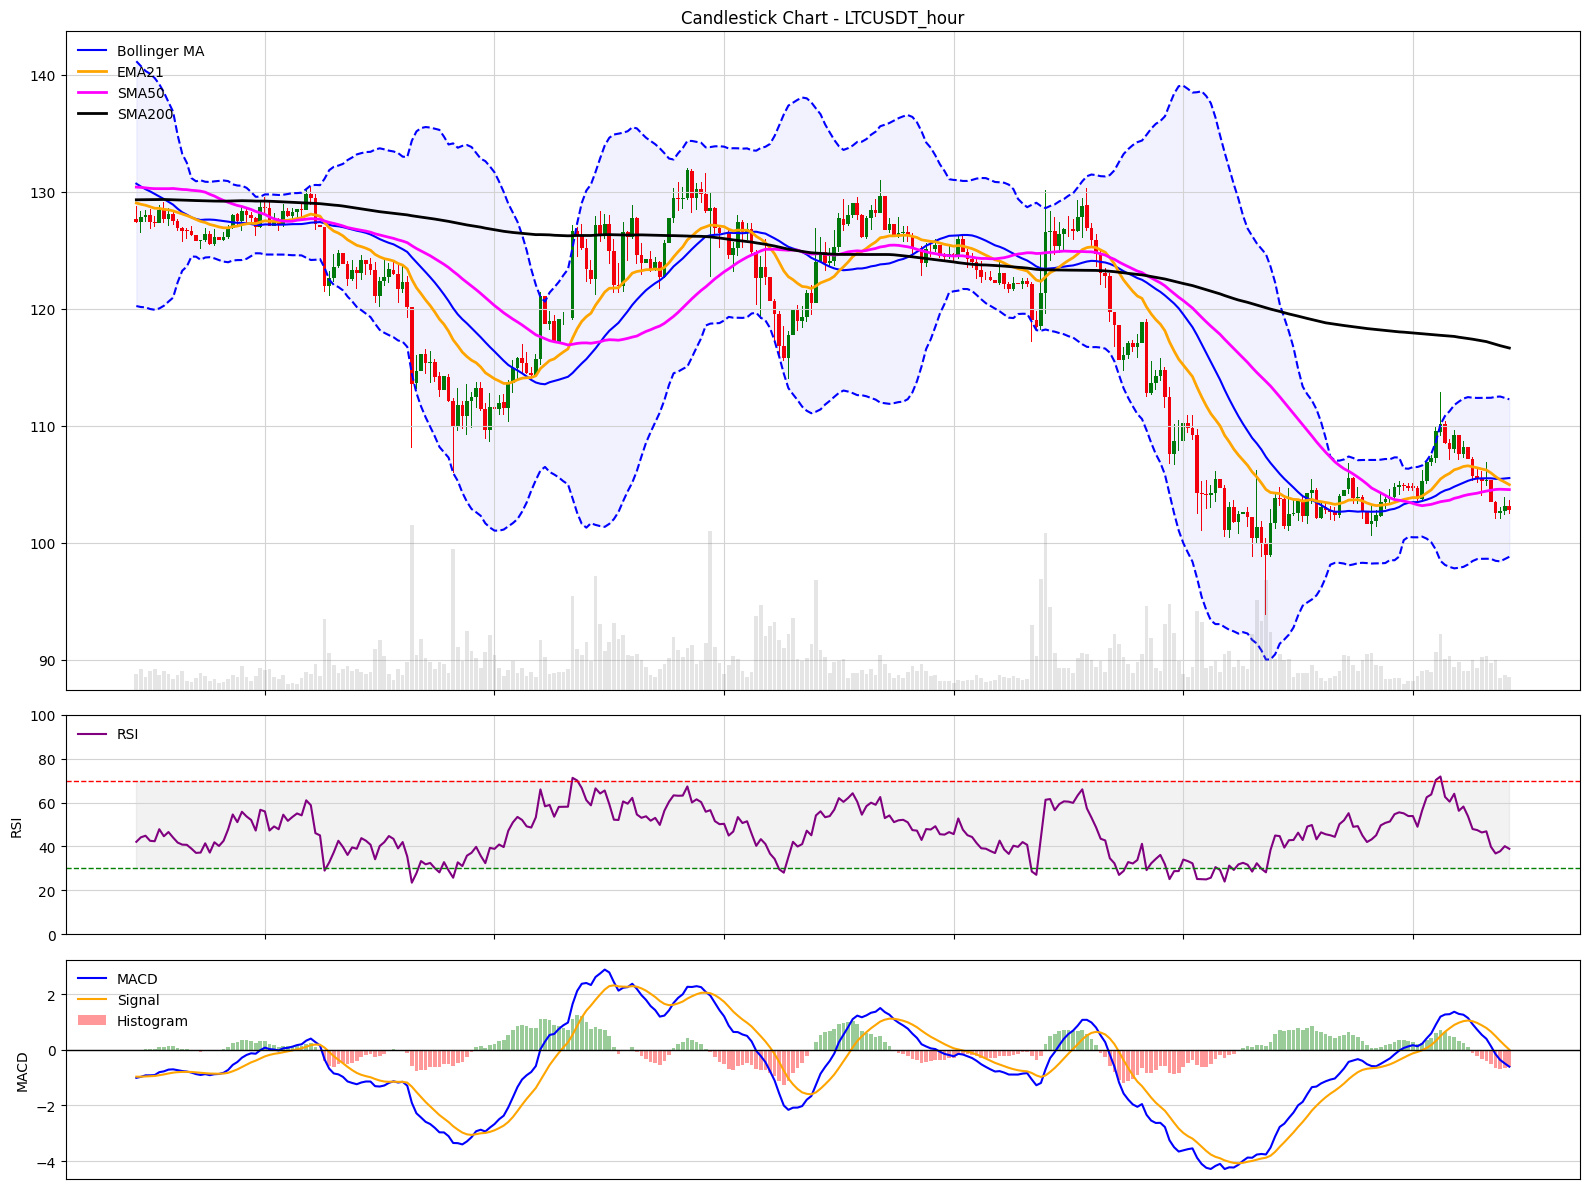 Candlestick Chart - LTCUSDT_hour
Bollinger MA
EMA21
SMA50
SMA200
140
130
120
110
100
90
RSI
RSI
100
80
60
40
20
0
MACD
Signal
Histogram
MACD
2
0
−2
−4